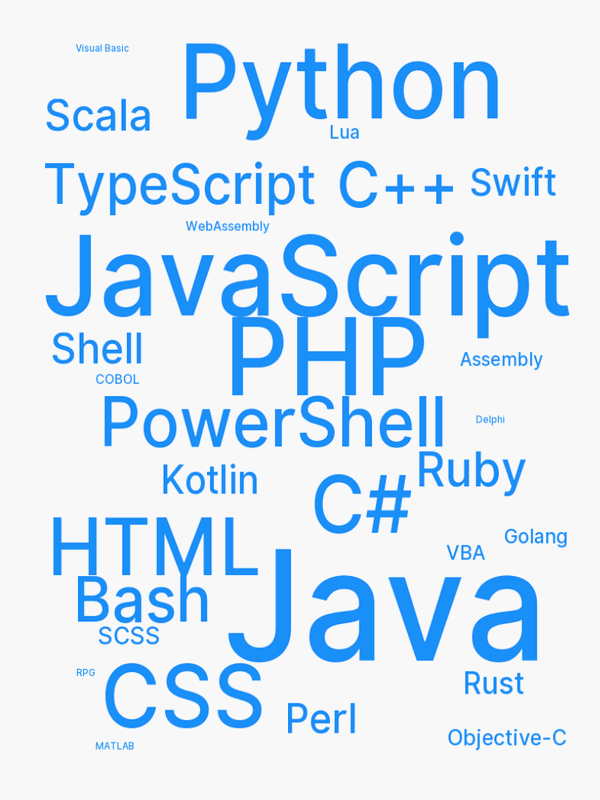 Visual Basic
Python
Scala
Lua
TypeScript
C++
Swift
WebAssembly
JavaScript
PHP
Shell
Assembly
COBOL
PowerShell
Delphi
Ruby
Kotlin
C#
HTML
Golang
VBA
Java
Bash
SCSS
RPG
CSS
Rust
Perl
Objective-C
MATLAB